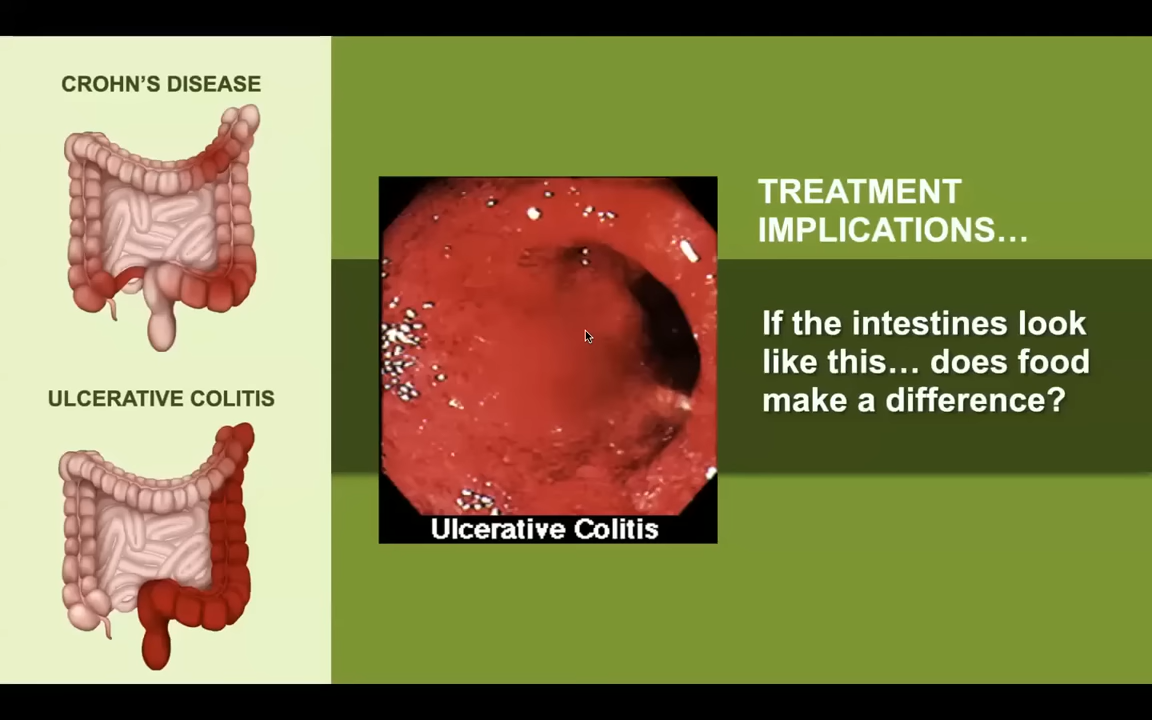 CROHN'S DISEASE
ULCERATIVE COLITIS
Ulcerative Colitis
TREATMENT
IMPLICATIONS...
If the intestines look
like this... does food
make a difference?